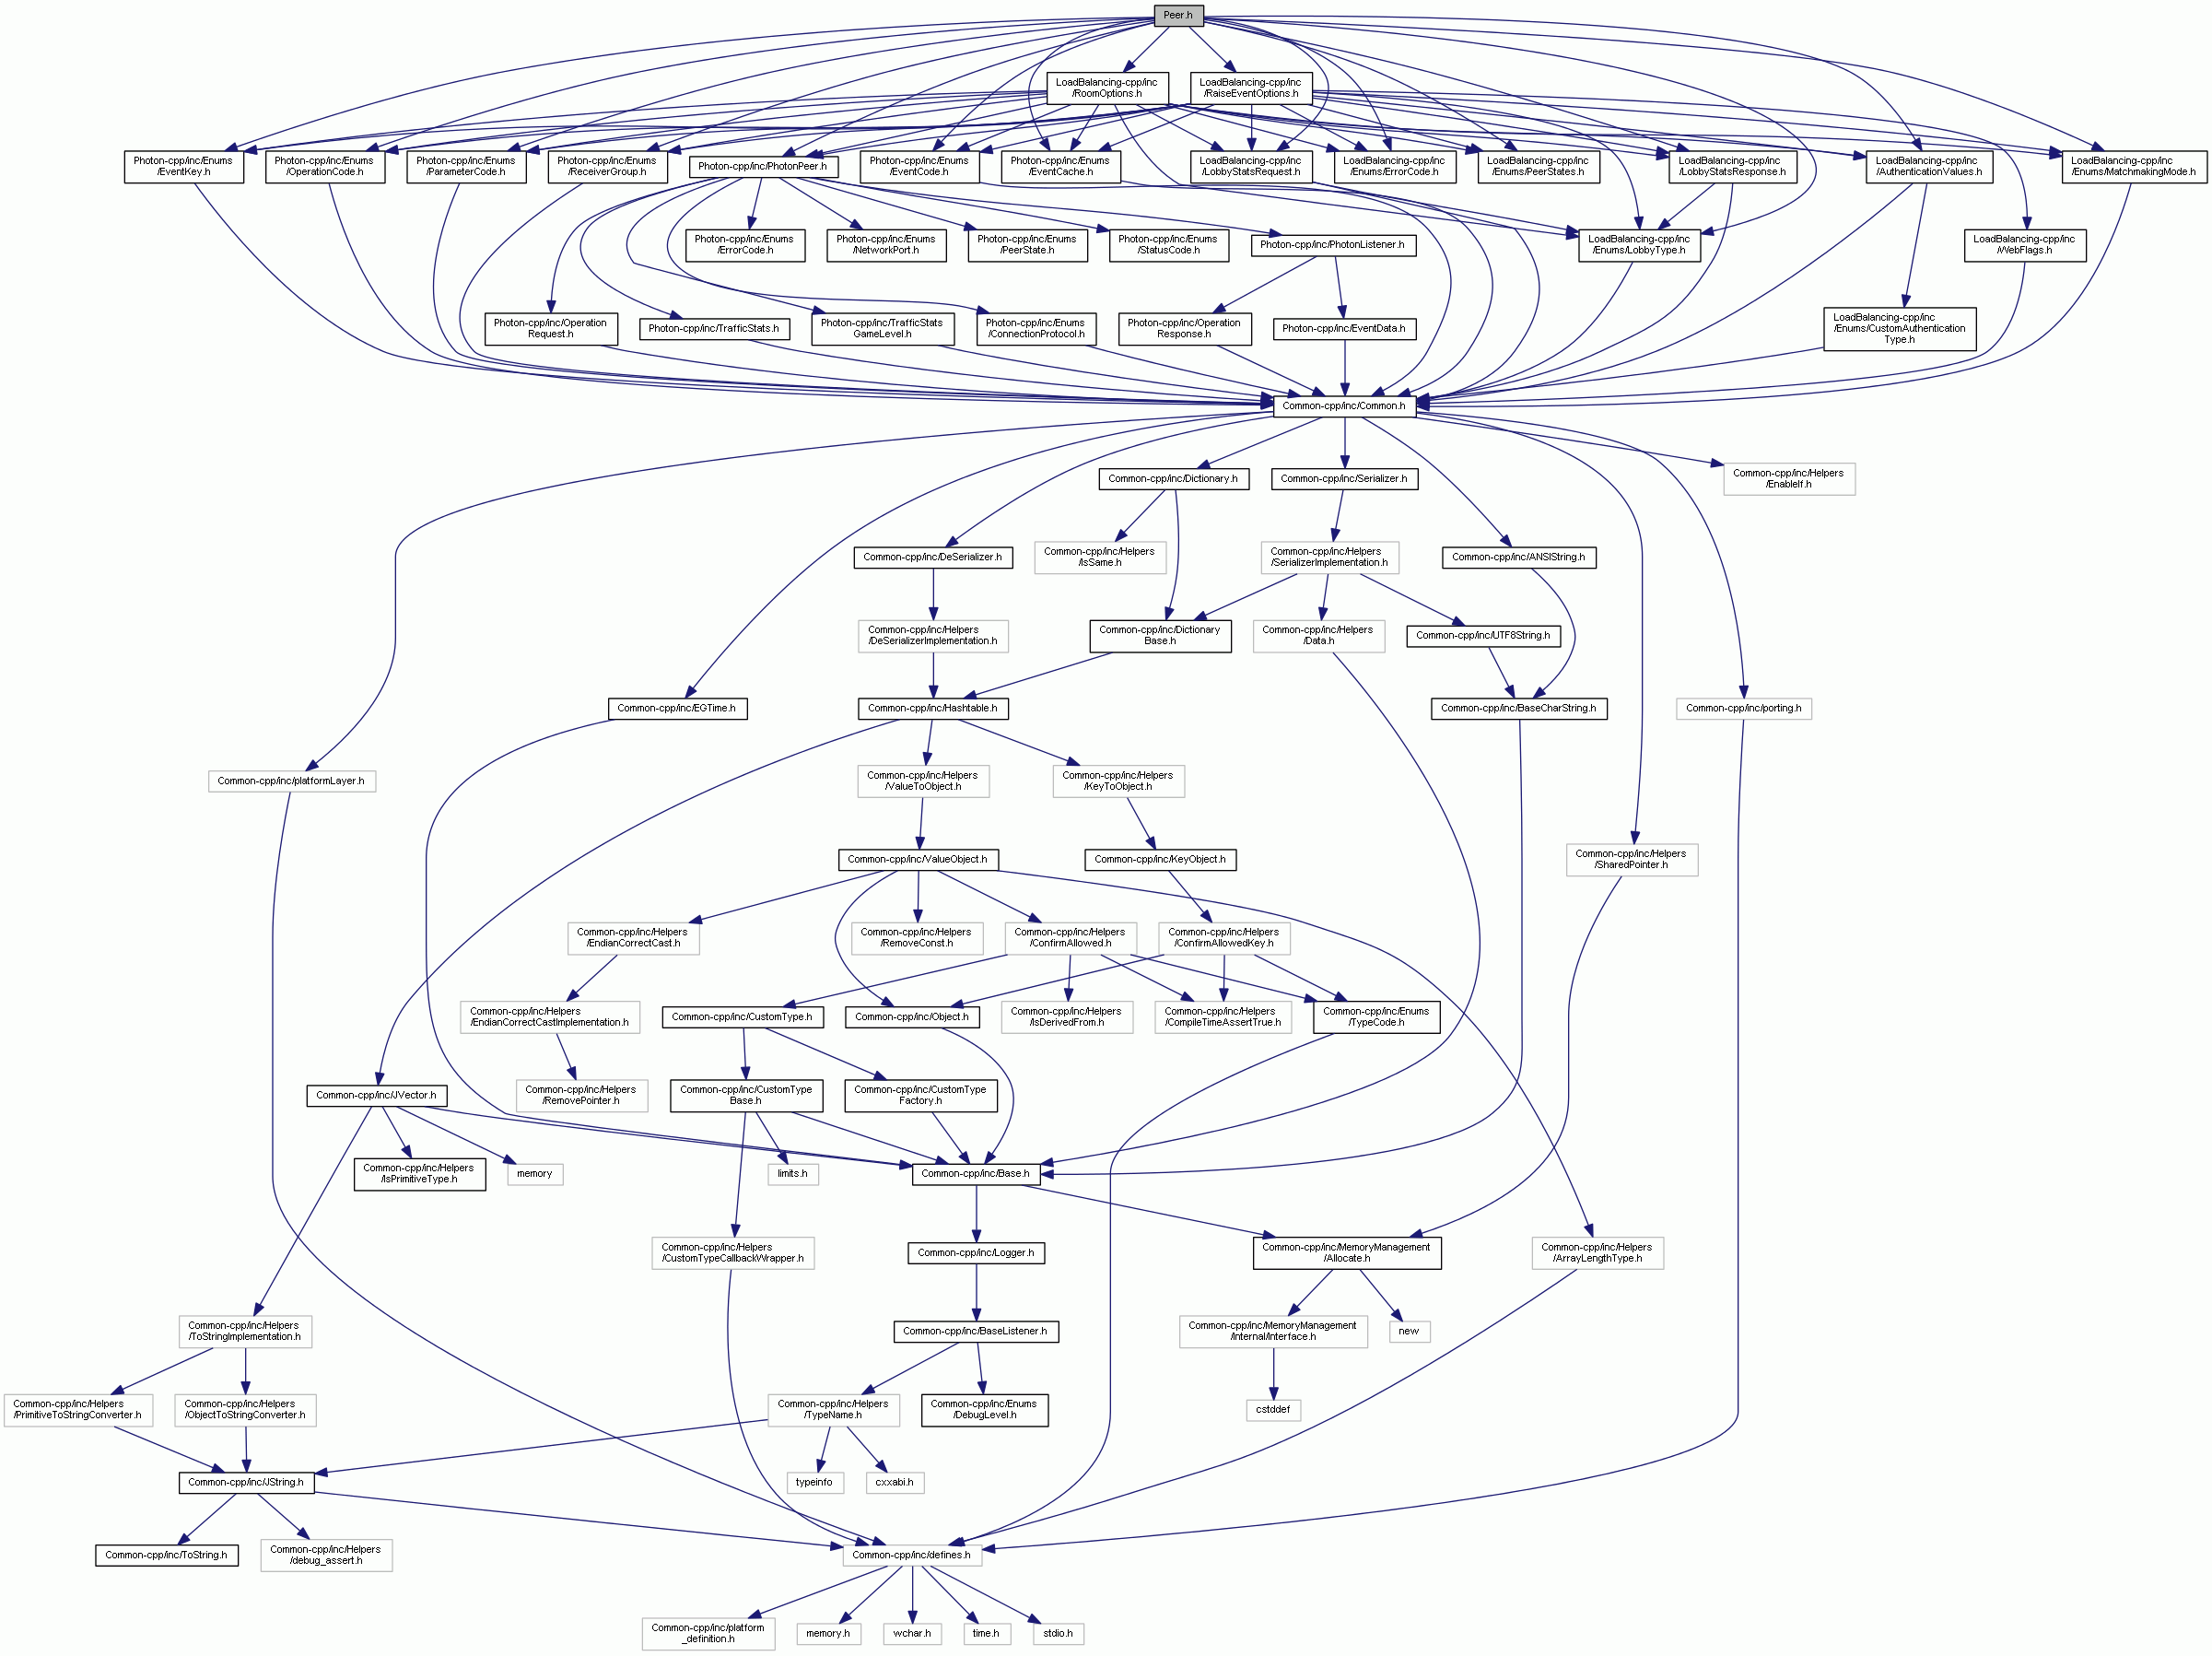 Peer.h
LoadBalancing-cpp/inc
/RoomOptions.h
LoadBalancing-cpp/inc
/RaiseEventOptions.h
Photon-cpp/inc/Enums
/EventKey.h
Photon-cpp/inc/Enums
/OperationCode.h
Photon-cpp/inc/Enums
/ParameterCode.h
Photon-cpp/inc/Enums
/ReceiverGroup.h
Photon-cpp/inc/PhotonPeer.h
Photon-cpp/inc/Enums
/EventCode.h
Photon-cpp/inc/Enums
/EventCache.h
LoadBalancing-cpp/inc
/LobbyStatsRequest.h
LoadBalancing-cpp/inc
/Enums/ErrorCode.h
LoadBalancing-cpp/inc
/Enums/PeerStates.h
LoadBalancing-cpp/inc
/LobbyStatsResponse.h
LoadBalancing-cpp/inc
/AuthenticationValues.h
LoadBalancing-cpp/inc
/Enums/MatchmakingMode.h
Photon-cpp/inc/Enums
/ErrorCode.h
Photon-cpp/inc/Enums
/NetworkPort.h
Photon-cpp/inc/Enums
/PeerState.h
Photon-cpp/inc/Enums
/StatusCode.h
Photon-cpp/inc/PhotonListener.h
LoadBalancing-cpp/inc
/Enums/LobbyType.h
LoadBalancing-cpp/inc
/WebFlags.h
Photon-cpp/inc/Operation
Request.h
Photon-cpp/inc/TrafficStats.h
Photon-cpp/inc/TrafficStats
GameLevel.h
Photon-cpp/inc/Enums
/ConnectionProtocol.h
Photon-cpp/inc/Operation
Response.h
Photon-cpp/inc/EventData.h
LoadBalancing-cpp/inc
/Enums/CustomAuthentication
Type.h
Common-cpp/inc/Common.h
Common-cpp/inc/Dictionary.h
Common-cpp/inc/Serializer.h
Common-cpp/inc/Helpers
/EnableIf.h
Common-cpp/inc/DeSerializer.h
Common-cpp/inc/Helpers
/IsSame.h
Common-cpp/inc/Helpers
/SerializerImplementation.h
Common-cpp/inc/ANSIString.h
Common-cpp/inc/Helpers
/DeSerializerImplementation.h
Common-cpp/inc/Dictionary
Base.h
Common-cpp/inc/Helpers
/Data.h
Common-cpp/inc/UTF8String.h
Common-cpp/inc/EGTime.h
Common-cpp/inc/Hashtable.h
Common-cpp/inc/BaseCharString.h
Common-cpp/inc/porting.h
Common-cpp/inc/platformLayer.h
Common-cpp/inc/Helpers
/ValueToObject.h
Common-cpp/inc/Helpers
/KeyToObject.h
Common-cpp/inc/ValueObject.h
Common-cpp/inc/KeyObject.h
Common-cpp/inc/Helpers
/SharedPointer.h
Common-cpp/inc/Helpers
/EndianCorrectCast.h
Common-cpp/inc/Helpers
/RemoveConst.h
Common-cpp/inc/Helpers
/ConfirmAllowed.h
Common-cpp/inc/Helpers
/ConfirmAllowedKey.h
Common-cpp/inc/Helpers
/EndianCorrectCastImplementation.h
Common-cpp/inc/CustomType.h
Common-cpp/inc/Object.h
Common-cpp/inc/Helpers
/IsDerivedFrom.h
Common-cpp/inc/Helpers
/CompileTimeAssertTrue.h
Common-cpp/inc/Enums
/TypeCode.h
Common-cpp/inc/JVector.h
Common-cpp/inc/Helpers
/RemovePointer.h
Common-cpp/inc/CustomType
Base.h
Common-cpp/inc/CustomType
Factory.h
Common-cpp/inc/Helpers
/IsPrimitiveType.h
memory
limits.h
Common-cpp/inc/Base.h
Common-cpp/inc/Helpers
/CustomTypeCallbackWrapper.h
Common-cpp/inc/Logger.h
Common-cpp/inc/MemoryManagement
/Allocate.h
Common-cpp/inc/Helpers
/ArrayLengthType.h
Common-cpp/inc/Helpers
/ToStringImplementation.h
Common-cpp/inc/BaseListener.h
Common-cpp/inc/MemoryManagement
/Internal/Interface.h
new
Common-cpp/inc/Helpers
/PrimitiveToStringConverter.h
Common-cpp/inc/Helpers
/ObjectToStringConverter.h
Common-cpp/inc/Helpers
/TypeName.h
Common-cpp/inc/Enums
/DebugLevel.h
cstddef
Common-cpp/inc/JString.h
typeinfo
cxxabi.h
Common-cpp/inc/ToString.h
Common-cpp/inc/Helpers
/debug_assert.h
Common-cpp/inc/defines.h
Common-cpp/inc/platform
_definition.h
memory.h
wchar.h
time.h
stdio.h